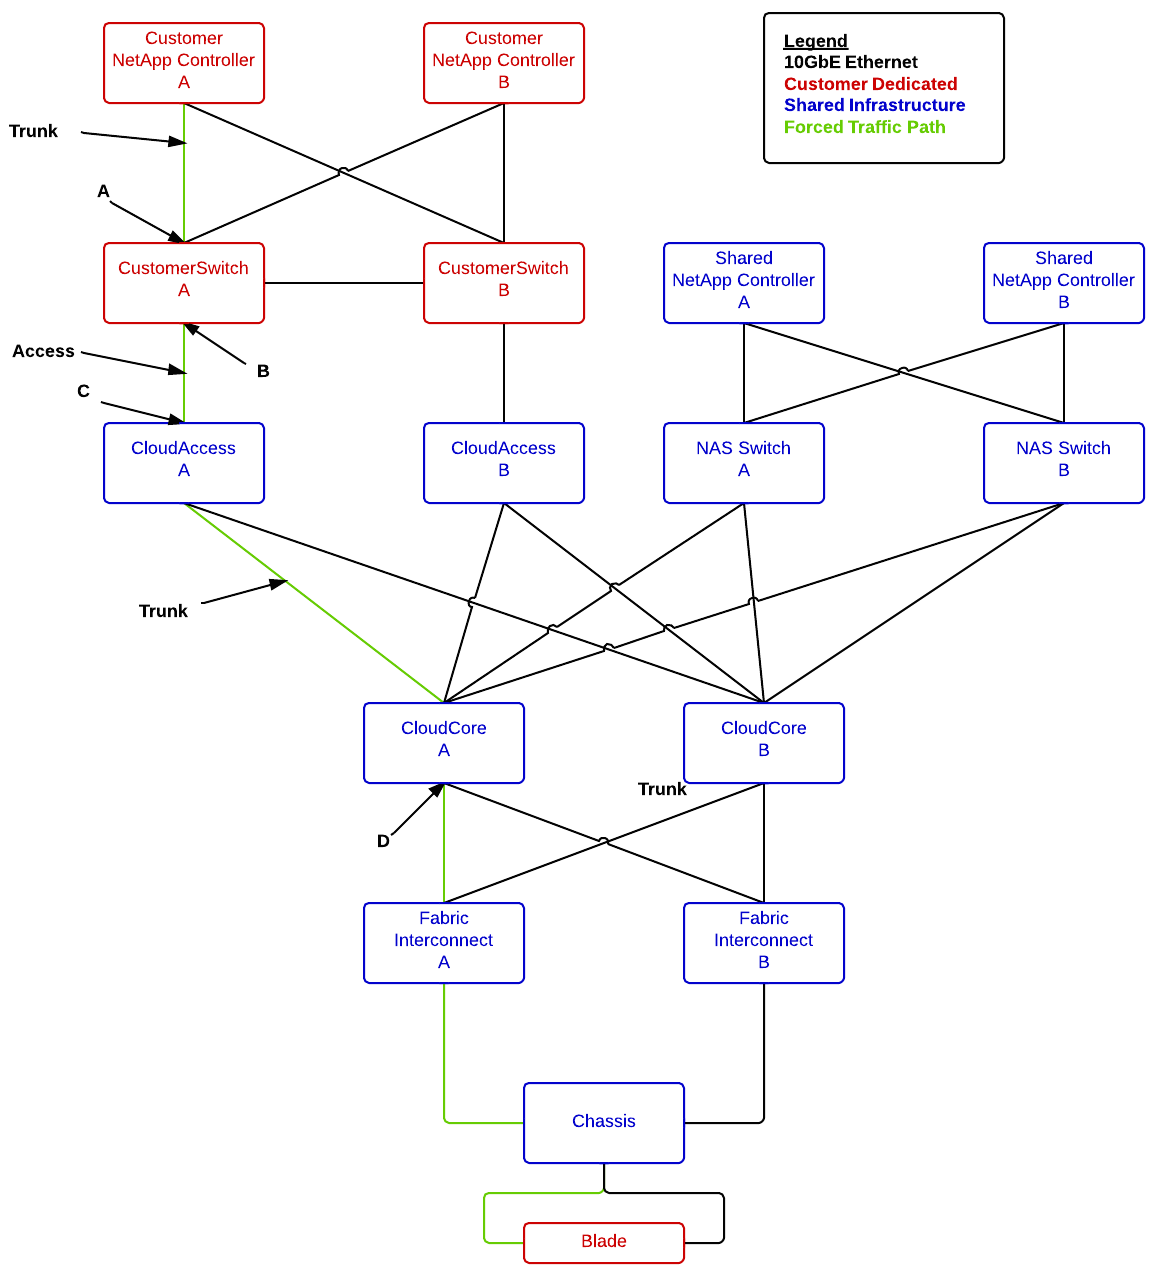 Customer
NetApp Controller
A
Customer
NetApp Controller
B
Legend
10GbE Ethernet
Customer Dedicated
Shared Infrastructure
Forced Traffic Path
Trunk
A
CustomerSwitch
A
CustomerSwitch
B
Shared
NetApp Controller
A
Shared
NetApp Controller
B
Access
B
C
CloudAccess
A
CloudAccess
B
NAS Switch
A
NAS Switch
B
Trunk
CloudCore
A
CloudCore
B
Trunk
D
Fabric
Interconnect
A
Fabric
Interconnect
B
Chassis
Blade